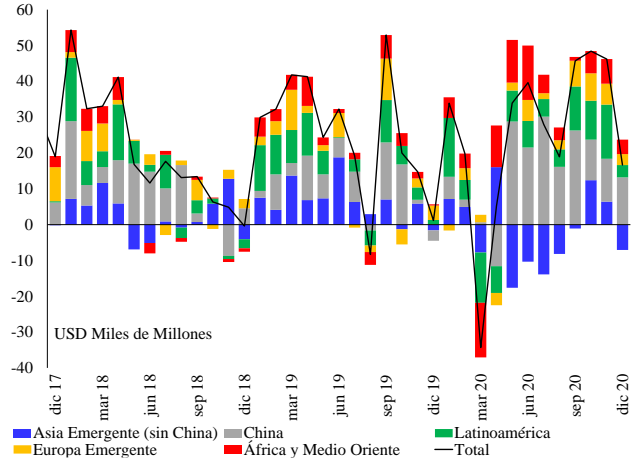 60
50
40
30
20
10
0
-10
-20
-30
-40
USD Miles de Millones
dic 17
mar 18
jun 18
sep 18
dic 18
mar 19
jun 19
sep 19
dic 19
mar 20
jun 20
sep 20
dic 20
Asia Emergente (sin China) China Latinoamérica
Europa Emergente África y Medio Oriente Total